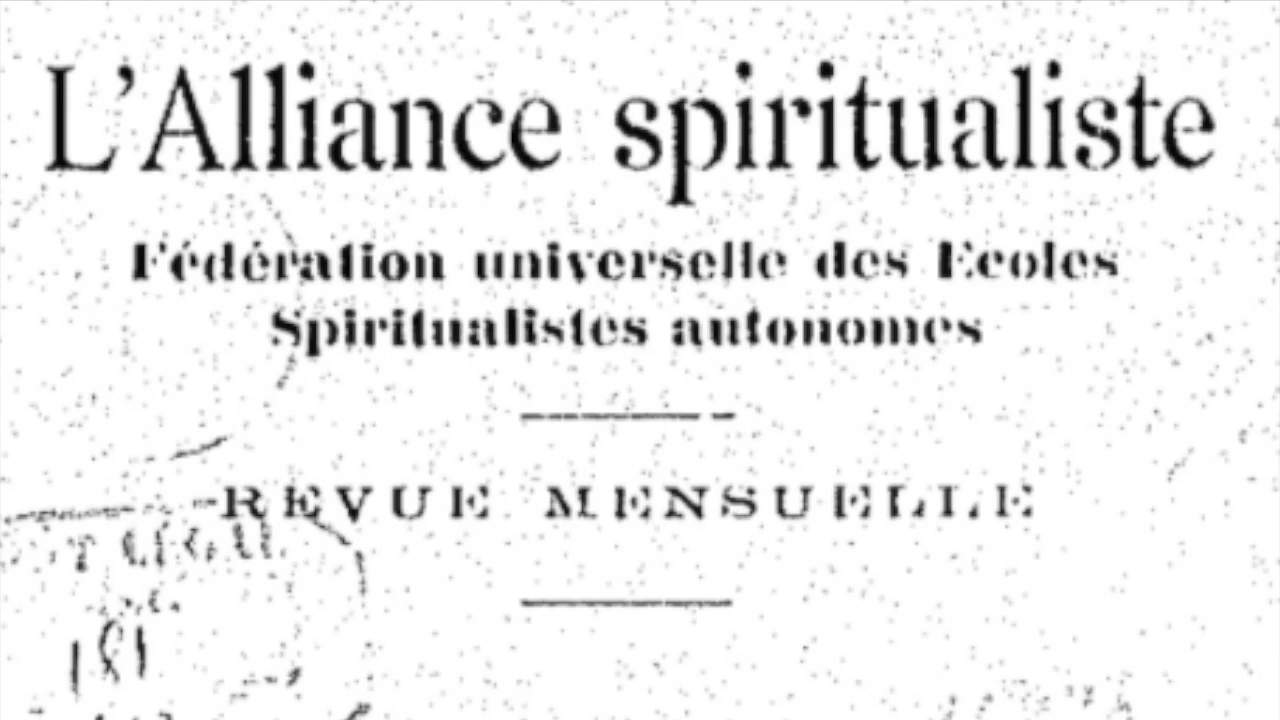 L'Alliance spiritualiste
Fédération universelle des Ecoles
Spiritualistes autonomes
REVUE MENSUELLE